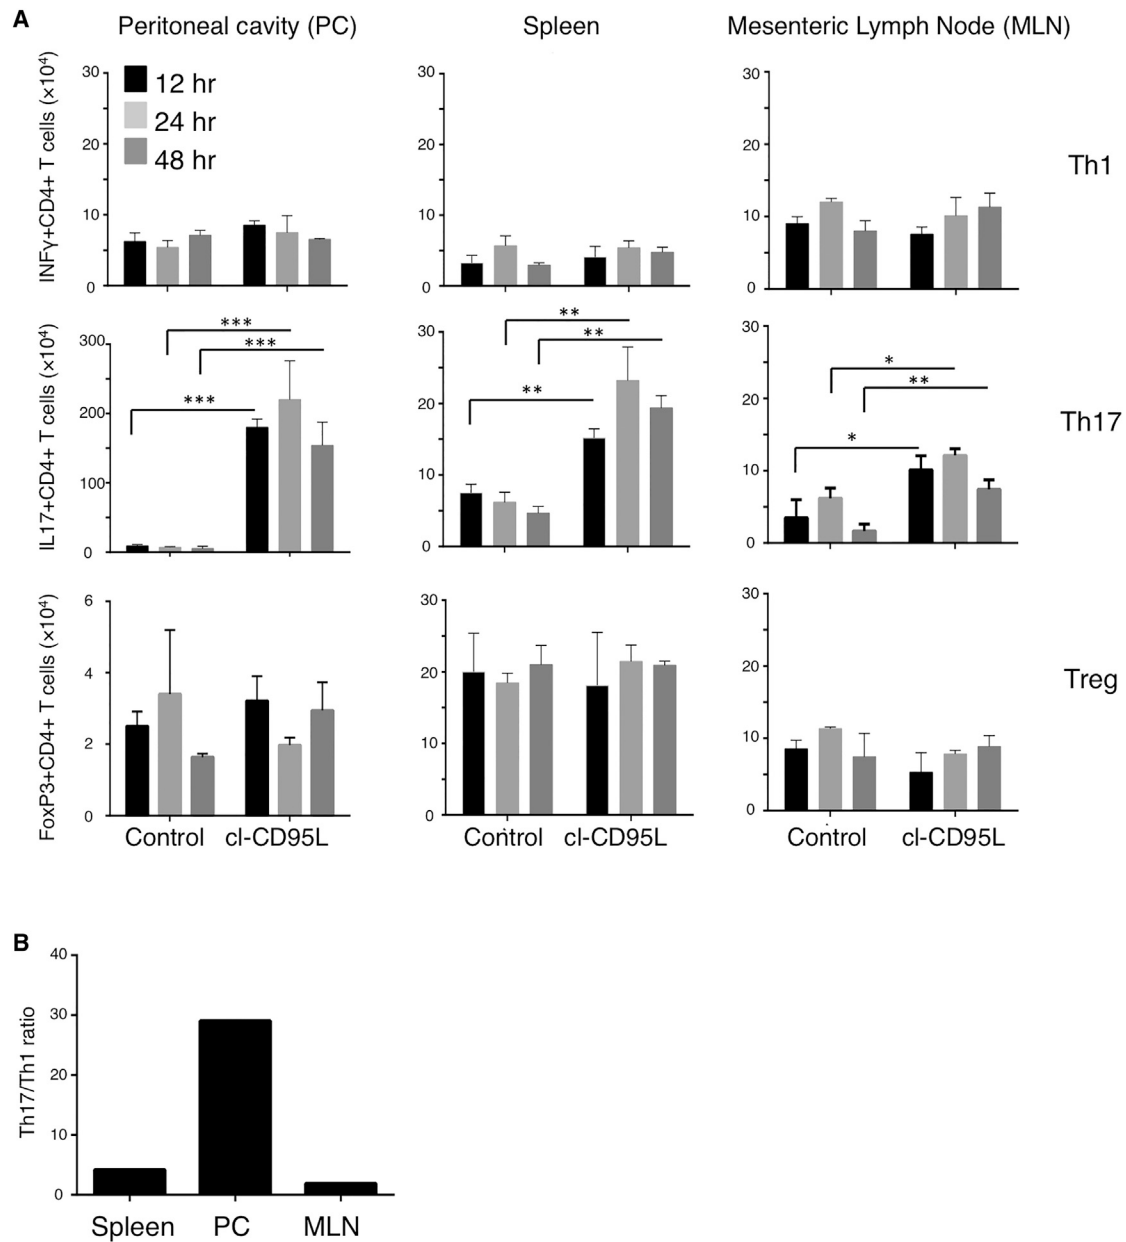 A
Peritoneal cavity (PC)
Spleen
Mesenteric Lymph Node (MLN)
INFγ+CD4+ T cells (×10⁴)
30
20
10
0
12 hr
24 hr
48 hr
30
20
10
0
30
20
10
0
Th1
IL17+CD4+ T cells (×10⁴)
300
200
100
0
***
***
***
30
20
10
0
**
**
**
30
20
10
0
*
**
*
Th17
FoxP3+CD4+ T cells (×10⁴)
6
4
2
0
Control
cl-CD95L
30
20
10
0
Control
cl-CD95L
30
20
10
0
Control
cl-CD95L
Treg
B
Th17/Th1 ratio
40
30
20
10
0
Spleen
PC
MLN